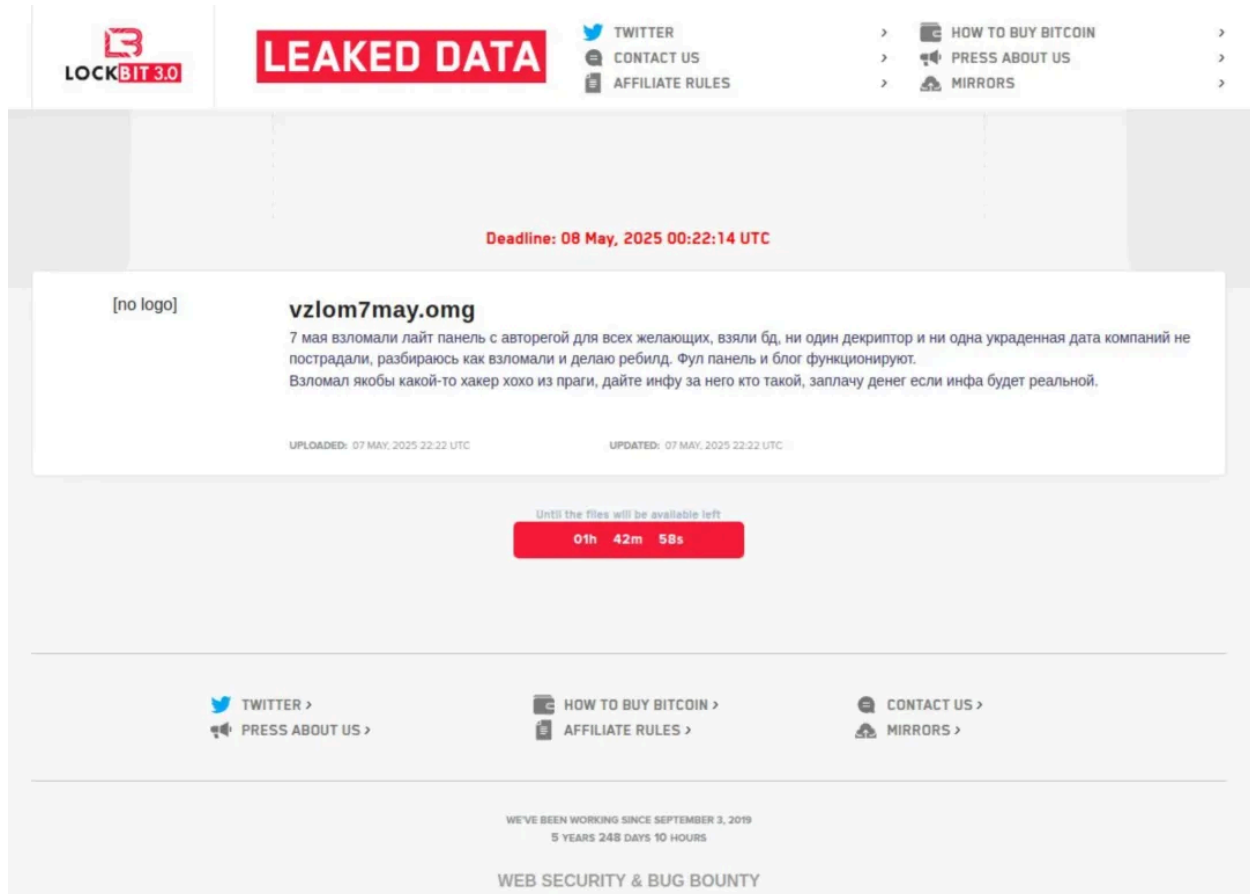 LOCKBIT 3.0
LEAKED DATA
TWITTER >
CONTACT US >
AFFILIATE RULES >
HOW TO BUY BITCOIN >
PRESS ABOUT US >
MIRRORS >
Deadline: 08 May, 2025 00:22:14 UTC
[no logo]
vzlom7may.omg
7 мая взломали лайт панель с авторегой для всех желающих, взяли бд, ни один декриптор и ни одна украденная дата компаний не
пострадали, разбираюсь как взломали и делаю ребилд. Фул панель и блог функционируют.
Взломал якобы какой-то хакер хохо из праги, дайте инфу за него кто такой, заплачу денег если инфа будет реальной.
UPLOADED: 07 MAY, 2025 22:22 UTC
UPDATED: 07 MAY, 2025 22:22 UTC
Until the files will be available left
01h 42m 58s
TWITTER >
HOW TO BUY BITCOIN >
CONTACT US >
PRESS ABOUT US >
AFFILIATE RULES >
MIRRORS >
WE'VE BEEN WORKING SINCE SEPTEMBER 3, 2019
5 YEARS 248 DAYS 10 HOURS
WEB SECURITY & BUG BOUNTY